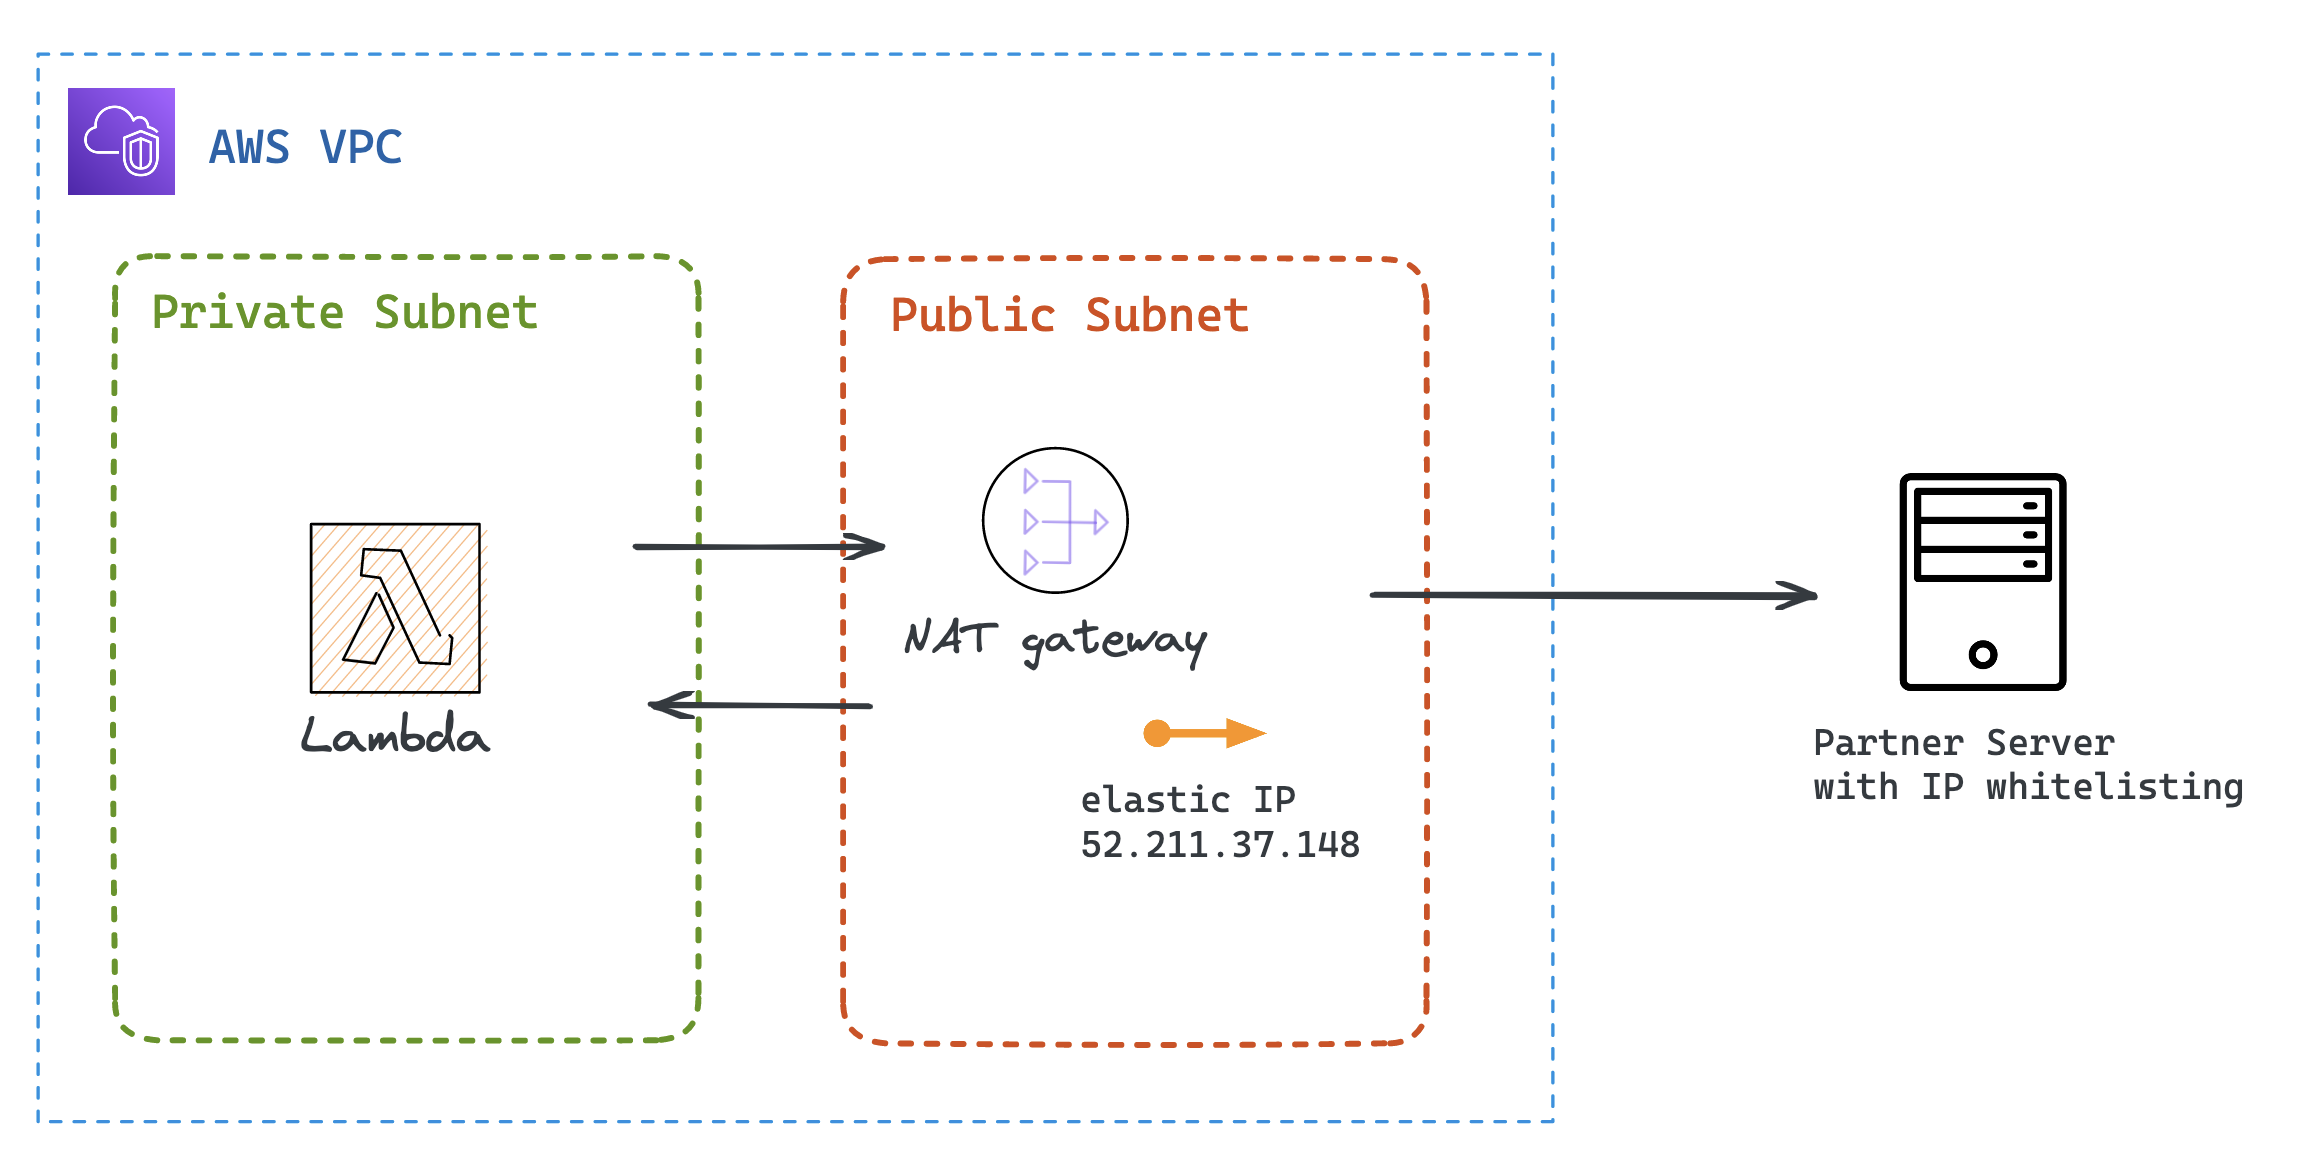 AWS VPC
Private Subnet
Public Subnet
NAT gateway
Lambda
elastic IP
52.211.37.148
Partner Server
with IP whitelisting